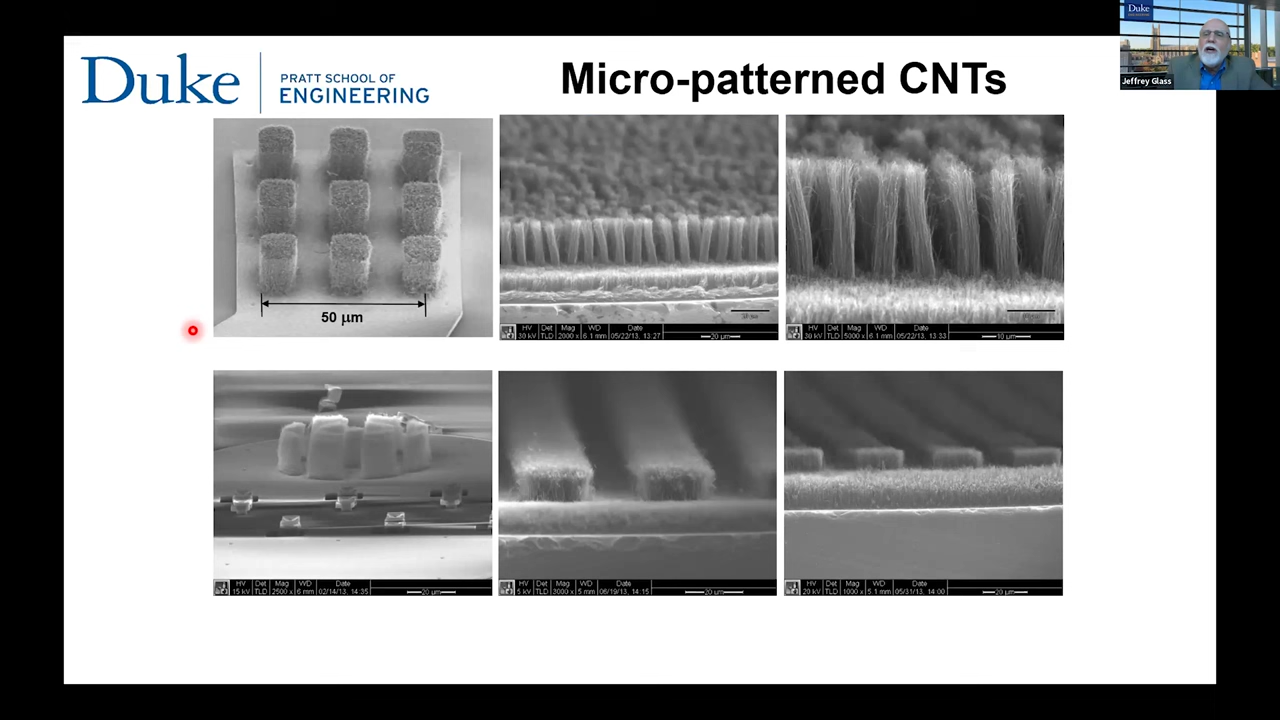 Duke
Jeffrey Glass
Duke
PRATT SCHOOL OF
ENGINEERING
Micro-patterned CNTs
50 μm
HV Det Mag WD Date
30 kV TLD 2000 x 6.1 mm 05/22/13, 13:27 20 μm
HV Det Mag WD Date
30 kV TLD 5000 x 6.1 mm 05/22/13, 13:33 10 μm
HV Det Mag WD Date
15 kV TLD 2500 x 6 mm 02/14/13, 14:35 20 μm
HV Det Mag WD Date
5 kV TLD 3000 x 5 mm 06/19/13, 14:15 20 μm
HV Det Mag WD Date
20 kV TLD 1000 x 5.1 mm 05/31/13, 14:00 20 μm